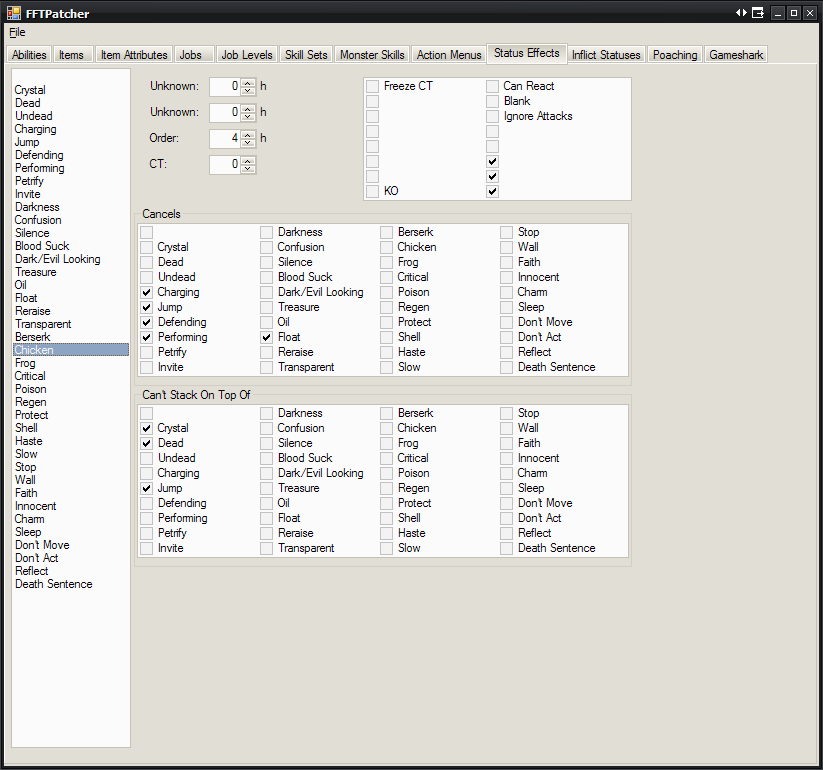 FFTPatcher
File
Abilities Items Item Attributes Jobs Job Levels Skill Sets Monster Skills Action Menus Status Effects Inflict Statuses Poaching Gameshark
Crystal
Dead
Undead
Charging
Jump
Defending
Performing
Petrify
Invite
Darkness
Confusion
Silence
Blood Suck
Dark/Evil Looking
Treasure
Oil
Float
Reraise
Transparent
Berserk
Chicken
Frog
Critical
Poison
Regen
Protect
Shell
Haste
Slow
Stop
Wall
Faith
Innocent
Charm
Sleep
Don't Move
Don't Act
Reflect
Death Sentence
Unknown: 0 h
Unknown: 0 h
Order: 4 h
CT: 0
Freeze CT Can React
Blank
Ignore Attacks
KO
Cancels
Darkness Berserk Stop
Crystal Confusion Chicken Wall
Dead Silence Frog Faith
Undead Blood Suck Critical Innocent
Charging Dark/Evil Looking Poison Charm
Jump Treasure Regen Sleep
Defending Oil Protect Don't Move
Performing Float Shell Don't Act
Petrify Reraise Haste Reflect
Invite Transparent Slow Death Sentence
Can't Stack On Top Of
Darkness Berserk Stop
Crystal Confusion Chicken Wall
Dead Silence Frog Faith
Undead Blood Suck Critical Innocent
Charging Dark/Evil Looking Poison Charm
Jump Treasure Regen Sleep
Defending Oil Protect Don't Move
Performing Float Shell Don't Act
Petrify Reraise Haste Reflect
Invite Transparent Slow Death Sentence